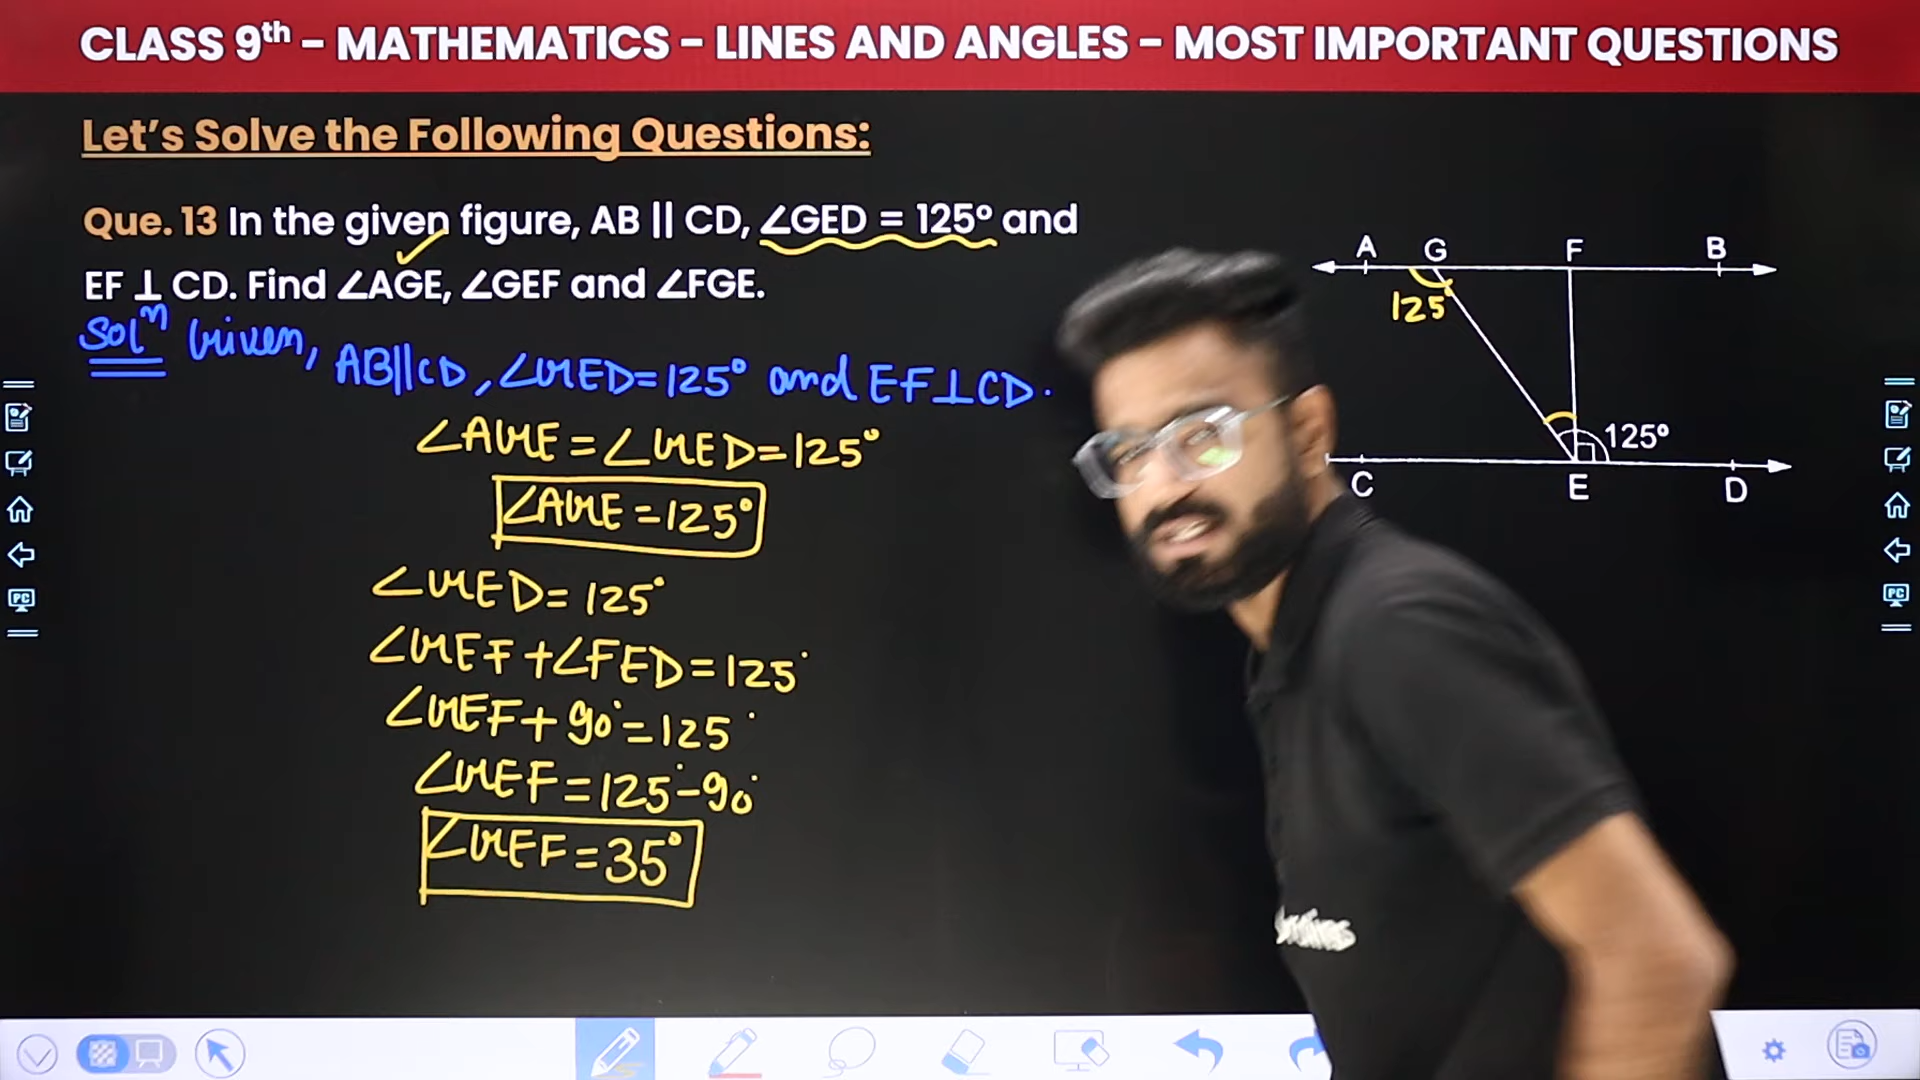 CLASS 9th - MATHEMATICS - LINES AND ANGLES - MOST IMPORTANT QUESTIONS
Let's Solve the Following Questions:
Que. 13 In the given figure, AB || CD, ∠GED = 125° and
EF ⊥ CD. Find ∠AGE, ∠GEF and ∠FGE.
Solⁿ Given, AB||CD, ∠GED=125° and EF⊥CD.
∠AGE=∠GED=125°
∠AGE=125°
∠GED=125°
∠GEF+∠FED=125°
∠GEF+90°=125°
∠GEF=125°-90°
∠GEF=35°
A G F B
125°
125°
C E D
PC
PC